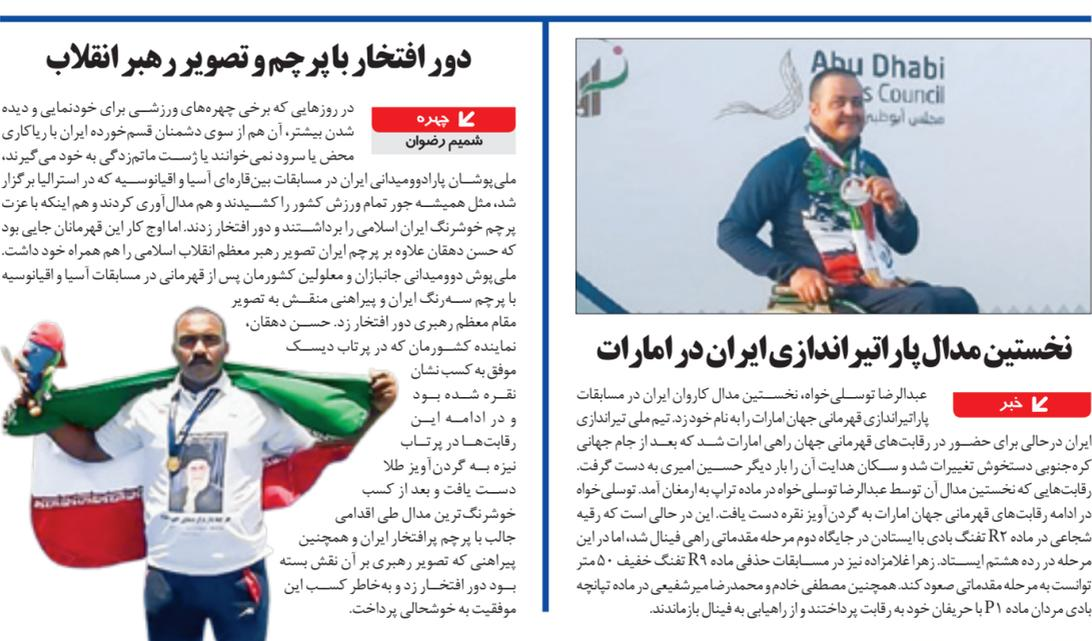 دور افتخار با پرچم و تصویر رهبر انقلاب
چهره
شمیم رضوان
در روزهایی که برخی چهره‌های ورزشی برای خودنمایی و دیده
شدن بیشتر، آن هم از سوی دشمنان قسم‌خورده ایران با ریاکاری
محض یا سرود نمی‌خوانند یا ژست ماتم‌زدگی به خود می‌گیرند،
ملی‌پوشان پارادوومیدانی ایران در مسابقات بین‌قاره‌ای آسیا و اقیانوسیه که در استرالیا برگزار
شد، مثل همیشه جور تمام ورزش کشور را کشیدند و هم مدال‌آوری کردند و هم اینکه با عزت
پرچم خوشرنگ ایران اسلامی را برداشتند و دور افتخار زدند. اما اوج کار این قهرمانان جایی بود
که حسن دهقان علاوه بر پرچم ایران تصویر رهبر معظم انقلاب اسلامی را هم همراه خود داشت.
ملی‌پوش دوومیدانی جانبازان و معلولین کشورمان پس از قهرمانی در مسابقات آسیا و اقیانوسیه
با پرچم سه‌رنگ ایران و پیراهنی منقش به تصویر
مقام معظم رهبری دور افتخار زد. حسن دهقان،
نماینده کشورمان که در پرتاب دیسک
موفق به کسب نشان
نقره شده بود
و در ادامه این
رقابت‌ها در پرتاب
نیزه به گردن‌آویز طلا
دست یافت و بعد از کسب
خوشرنگ‌ترین مدال طی اقدامی
جالب با پرچم پرافتخار ایران و همچنین
پیراهنی که تصویر رهبری بر آن نقش بسته
بود دور افتخار زد و به‌خاطر کسب این
موفقیت به خوشحالی پرداخت.
Abu Dhabi
s Council
مجلس أبوظبي
نخستین مدال پاراتیراندازی ایران در امارات
خبر
عبدالرضا توسلی‌خواه، نخستین مدال کاروان ایران در مسابقات
پاراتیراندازی قهرمانی جهان امارات را به نام خود زد. تیم ملی تیراندازی
ایران درحالی برای حضور در رقابت‌های قهرمانی جهان راهی امارات شد که بعد از جام جهانی
کره‌جنوبی دستخوش تغییرات شد و سکان هدایت آن را بار دیگر حسین امیری به دست گرفت.
رقابت‌هایی که نخستین مدال آن توسط عبدالرضا توسلی‌خواه در ماده تراپ به ارمغان آمد. توسلی‌خواه
در ادامه رقابت‌های قهرمانی جهان امارات به گردن‌آویز نقره دست یافت. این در حالی است که رقیه
شجاعی در ماده R۲ تفنگ بادی با ایستادن در جایگاه دوم مرحله مقدماتی راهی فینال شد، اما در این
مرحله در رده هشتم ایستاد. زهرا غلامزاده نیز در مسابقات حذفی ماده R۹ تفنگ خفیف ۵۰ متر
توانست به مرحله مقدماتی صعود کند. همچنین مصطفی خادم و محمدرضا میرشفیعی در ماده تپانچه
بادی مردان ماده P۱ با حریفان خود به رقابت پرداختند و از راهیابی به فینال بازماندند.